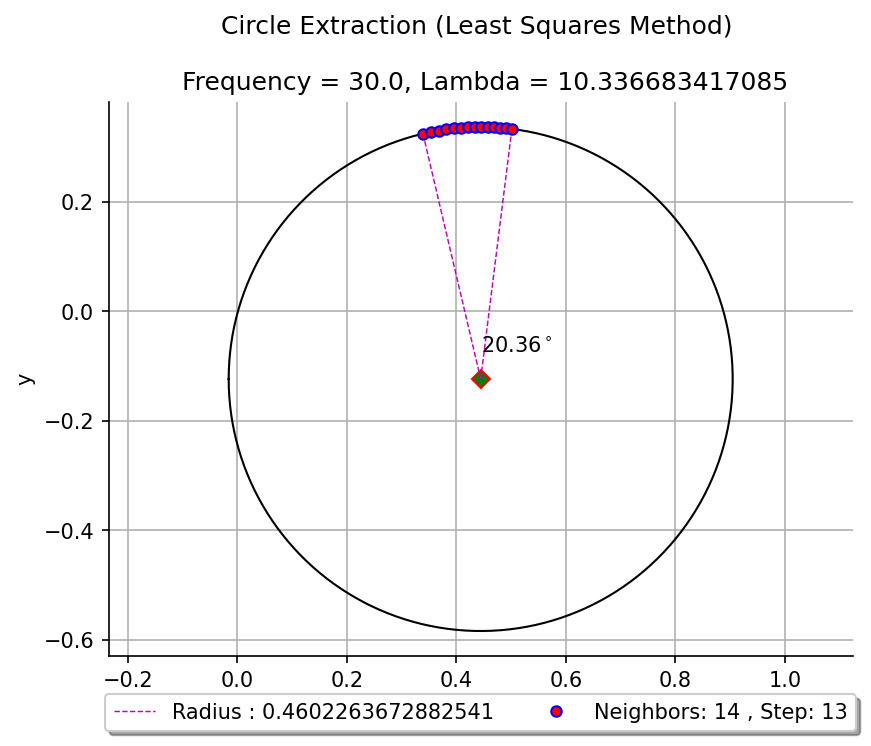 Circle Extraction (Least Squares Method)
Frequency = 30.0, Lambda = 10.336683417085
0.2
0.0
−0.2
−0.4
−0.6
y
20.36°
−0.2
0.0
0.2
0.4
0.6
0.8
1.0
Radius : 0.4602263672882541
Neighbors: 14 , Step: 13